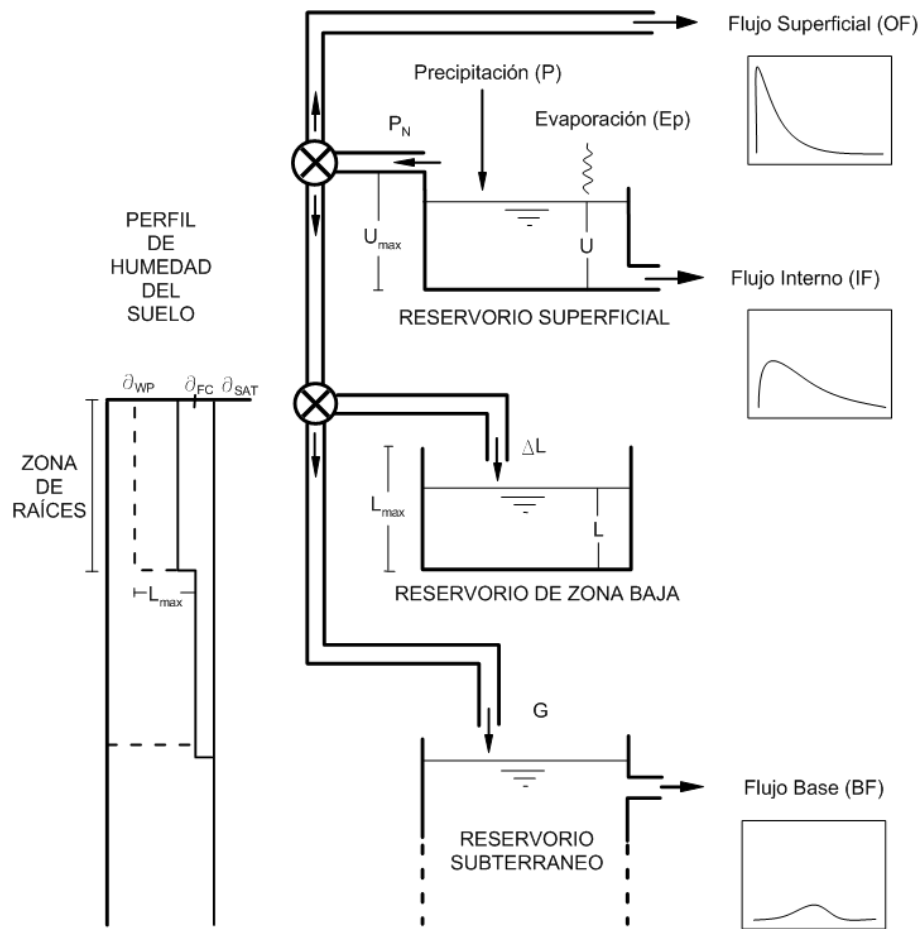 Flujo Superficial (OF)
Precipitación (P)
Evaporación (Ep)
P_N
U_max
U
PERFIL
DE
HUMEDAD
DEL
SUELO
RESERVORIO SUPERFICIAL
Flujo Interno (IF)
∂_WP ∂_FC ∂_SAT
ZONA
DE
RAÍCES
L_max
ΔL
L_max
L
RESERVORIO DE ZONA BAJA
G
Flujo Base (BF)
RESERVORIO
SUBTERRANEO